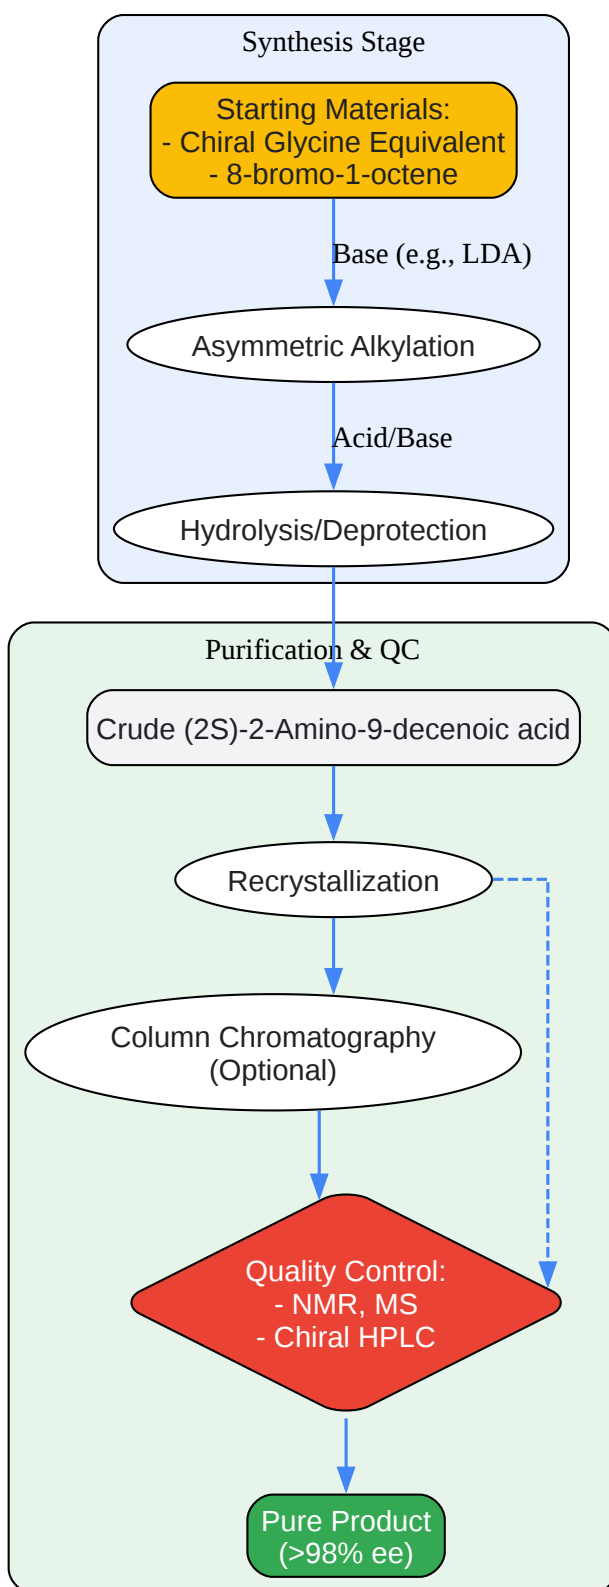 Synthesis Stage
Starting Materials:
- Chiral Glycine Equivalent
- 8-bromo-1-octene
Base (e.g., LDA)
Asymmetric Alkylation
Acid/Base
Hydrolysis/Deprotection
Purification & QC
Crude (2S)-2-Amino-9-decenoic acid
Recrystallization
Column Chromatography
(Optional)
Quality Control:
- NMR, MS
- Chiral HPLC
Pure Product
(>98% ee)